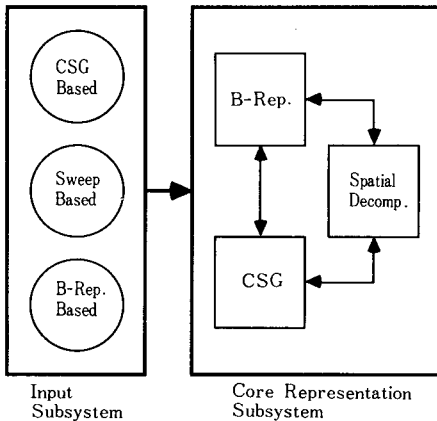 CSG
Based
Sweep
Based
B-Rep.
Based
B-Rep.
Spatial
Decomp.
CSG
Input
Subsystem
Core Representation
Subsystem